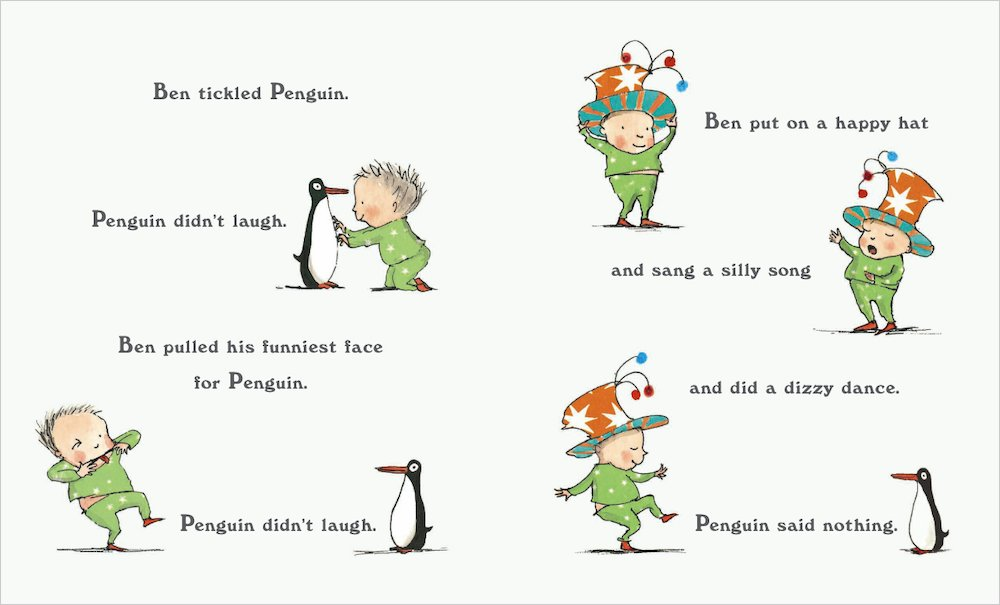 Ben tickled Penguin.
Penguin didn't laugh.
Ben pulled his funniest face
for Penguin.
Penguin didn't laugh.
Ben put on a happy hat
and sang a silly song
and did a dizzy dance.
Penguin said nothing.